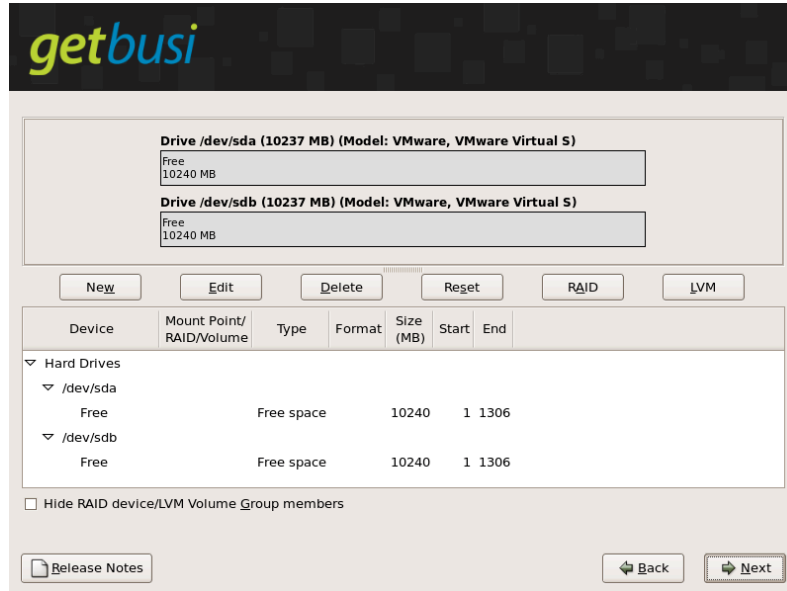 getbusi
Drive /dev/sda (10237 MB) (Model: VMware, VMware Virtual S)
Free
10240 MB
Drive /dev/sdb (10237 MB) (Model: VMware, VMware Virtual S)
Free
10240 MB
New Edit Delete Reset RAID LVM
Device Mount Point/ RAID/Volume Type Format Size (MB) Start End
Hard Drives
/dev/sda
Free Free space 10240 1 1306
/dev/sdb
Free Free space 10240 1 1306
Hide RAID device/LVM Volume Group members
Release Notes Back Next